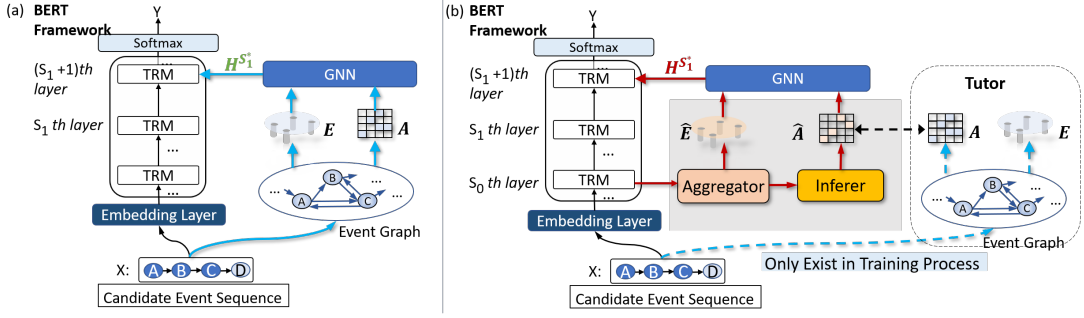 (a) BERT
Framework
Y
Softmax
...
(S1 +1)th
layer
TRM
H^{S_1^*}
GNN
S1 th layer
TRM
...
E
A
TRM
...
Embedding Layer
... B ...
A C ...
Event Graph
X: A B C D
Candidate Event Sequence
(b) BERT
Framework
Y
Softmax
...
(S1 +1)th
layer
TRM
H^{S_1^*}
GNN
S1 th layer
TRM
...
Ê
Â
S0 th layer
TRM
...
Aggregator
Inferer
Embedding Layer
Tutor
A
E
... B ...
A C ...
Event Graph
Only Exist in Training Process
X: A B C D
Candidate Event Sequence